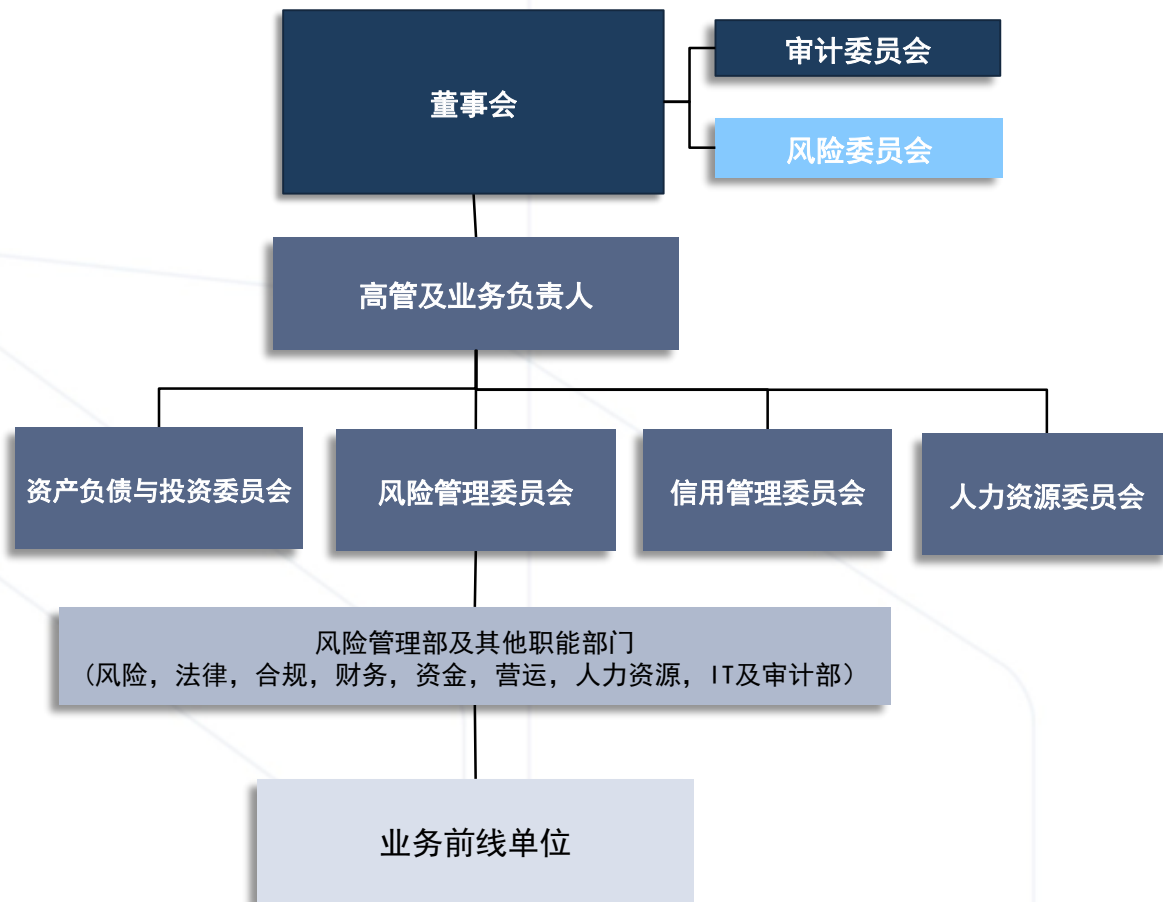 董事会
审计委员会
风险委员会
高管及业务负责人
资产负债与投资委员会
风险管理委员会
信用管理委员会
人力资源委员会
风险管理部及其他职能部门
（风险，法律，合规，财务，资金，营运，人力资源，IT及审计部）
业务前线单位